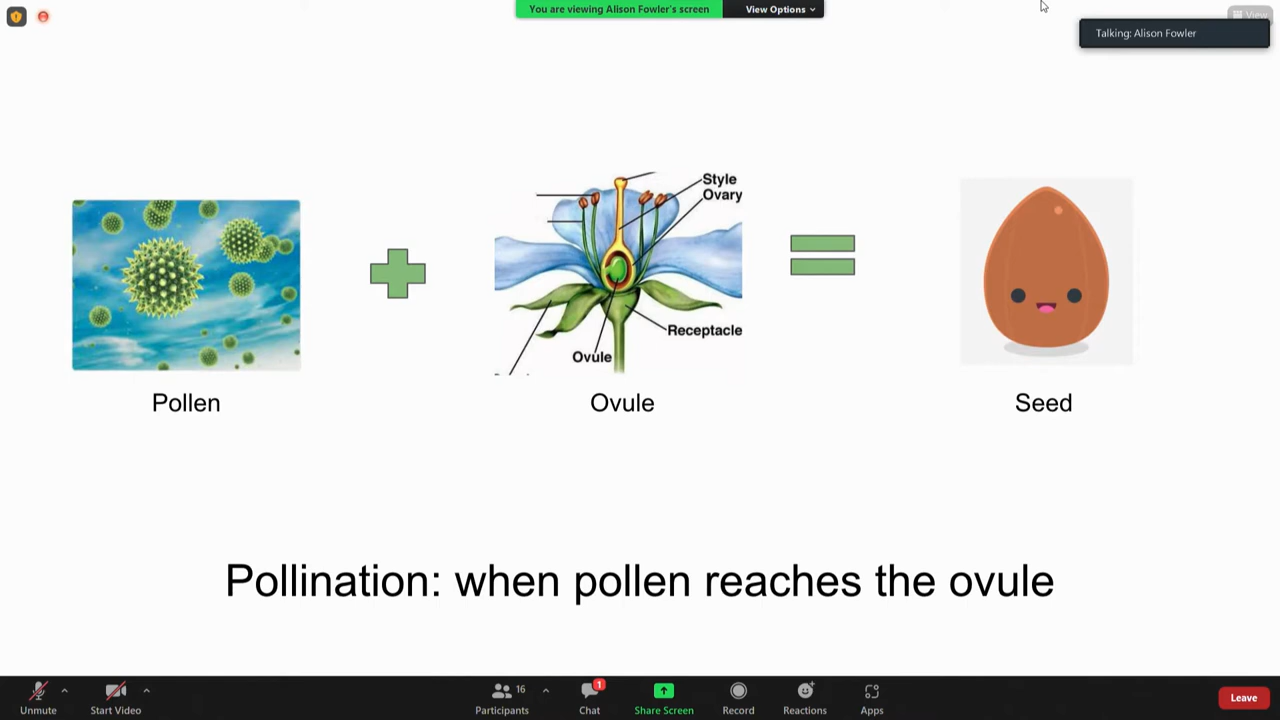 You are viewing Alison Fowler's screen
View Options
View
Talking: Alison Fowler
Style
Ovary
Receptacle
Ovule
Pollen
Ovule
Seed
Pollination: when pollen reaches the ovule
Unmute
Start Video
16
Participants
1
Chat
Share Screen
Record
Reactions
Apps
Leave